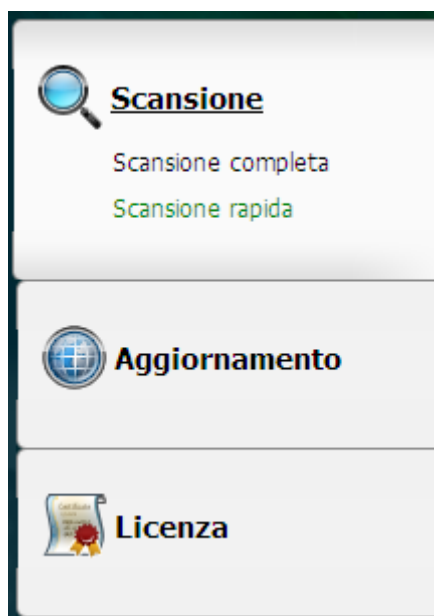 Scansione
Scansione completa
Scansione rapida
Aggiornamento
Licenza